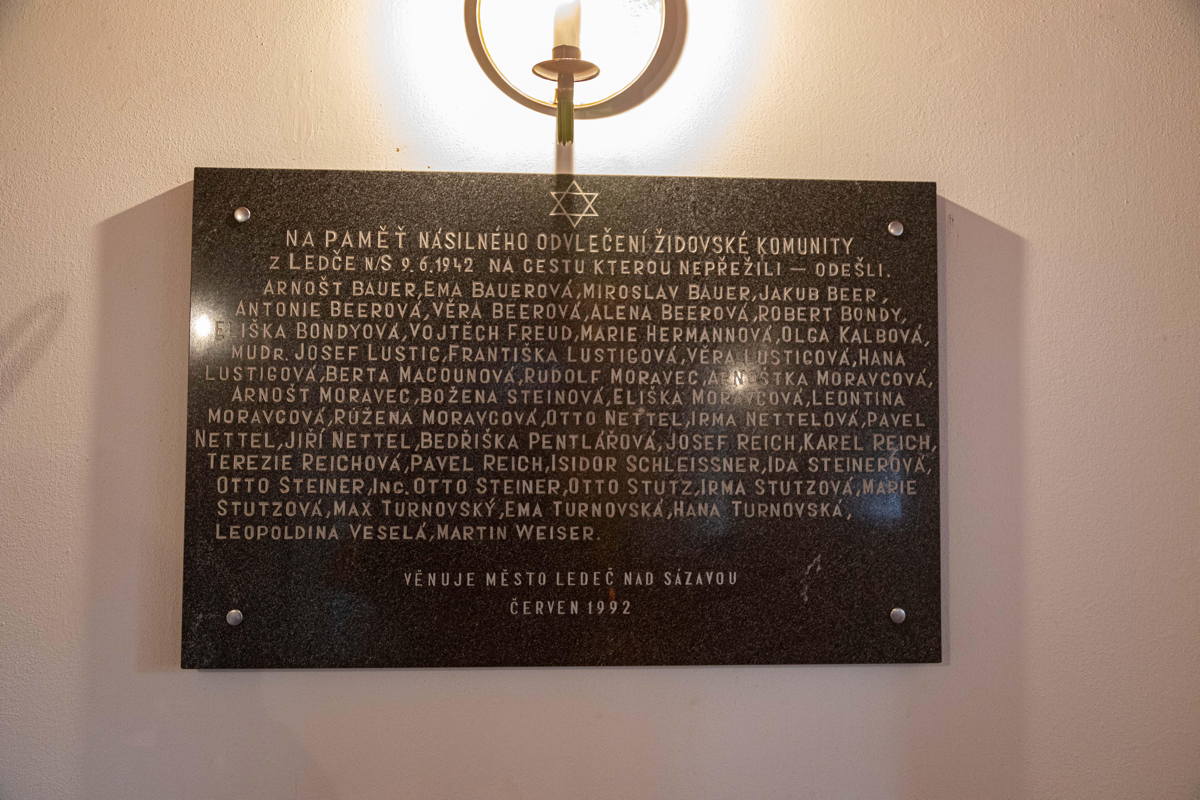 NA PAMĚŤ NÁSILNÉHO ODVLEČENÍ ŽIDOVSKÉ KOMUNITY
Z LEDČE N/S 9.6.1942 NA CESTU KTEROU NEPŘEŽILI — ODEŠLI.
ARNOŠT BAUER, EMA BAUEROVÁ, MIROSLAV BAUER, JAKUB BEER,
ANTONIE BEEROVÁ, VĚRA BEEROVÁ, ALENA BEEROVÁ, ROBERT BONDY,
ELIŠKA BONDYOVÁ, VOJTĚCH FREUD, MARIE HERMANNOVÁ, OLGA KALBOVÁ,
MUDR. JOSEF LUSTIG, FRANTIŠKA LUSTIGOVÁ, VĚRA LUSTIGOVÁ, HANA
LUSTIGOVÁ, BERTA MACOUNOVÁ, RUDOLF MORAVEC, ARNOŠTKA MORAVCOVÁ,
ARNOŠT MORAVEC, BOŽENA STEINOVÁ, ELIŠKA MORAVCOVÁ, LEONTINA
MORAVCOVÁ, RŮŽENA MORAVCOVÁ, OTTO NETTEL, IRMA NETTELOVÁ, PAVEL
NETTEL, JIŘÍ NETTEL, BEDŘIŠKA PENTLÁŘOVÁ, JOSEF REICH, KAREL REICH,
TEREZIE REICHOVÁ, PAVEL REICH, ISIDOR SCHLEISSNER, IDA STEINEROVÁ,
OTTO STEINER, ING. OTTO STEINER, OTTO STUTZ, IRMA STUTZOVÁ, MARIE
STUTZOVÁ, MAX TURNOVSKÝ, EMA TURNOVSKÁ, HANA TURNOVSKÁ,
LEOPOLDINA VESELÁ, MARTIN WEISER.
VĚNUJE MĚSTO LEDEČ NAD SÁZAVOU
ČERVEN 1992